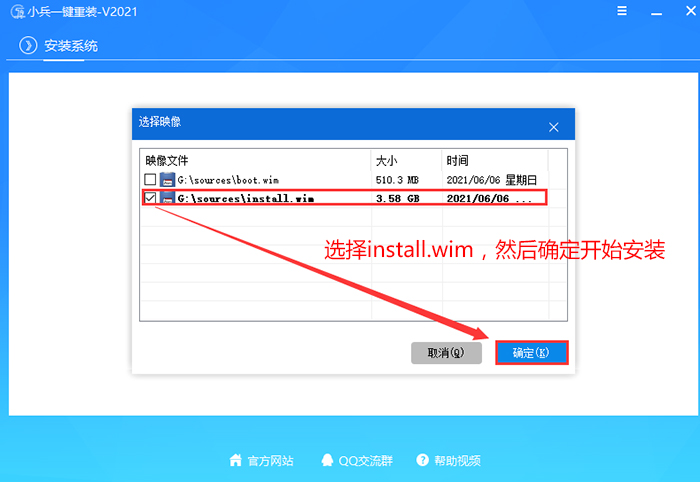 小兵一键重装-V2021
安装系统
选择映像
映像文件 大小 时间
G:\sources\boot.wim 510.3 MB 2021/06/06 星期日
G:\sources\install.wim 3.58 GB 2021/06/06 ...
选择install.wim，然后确定开始安装
取消(Q) 确定(K)
官方网站 QQ交流群 帮助视频